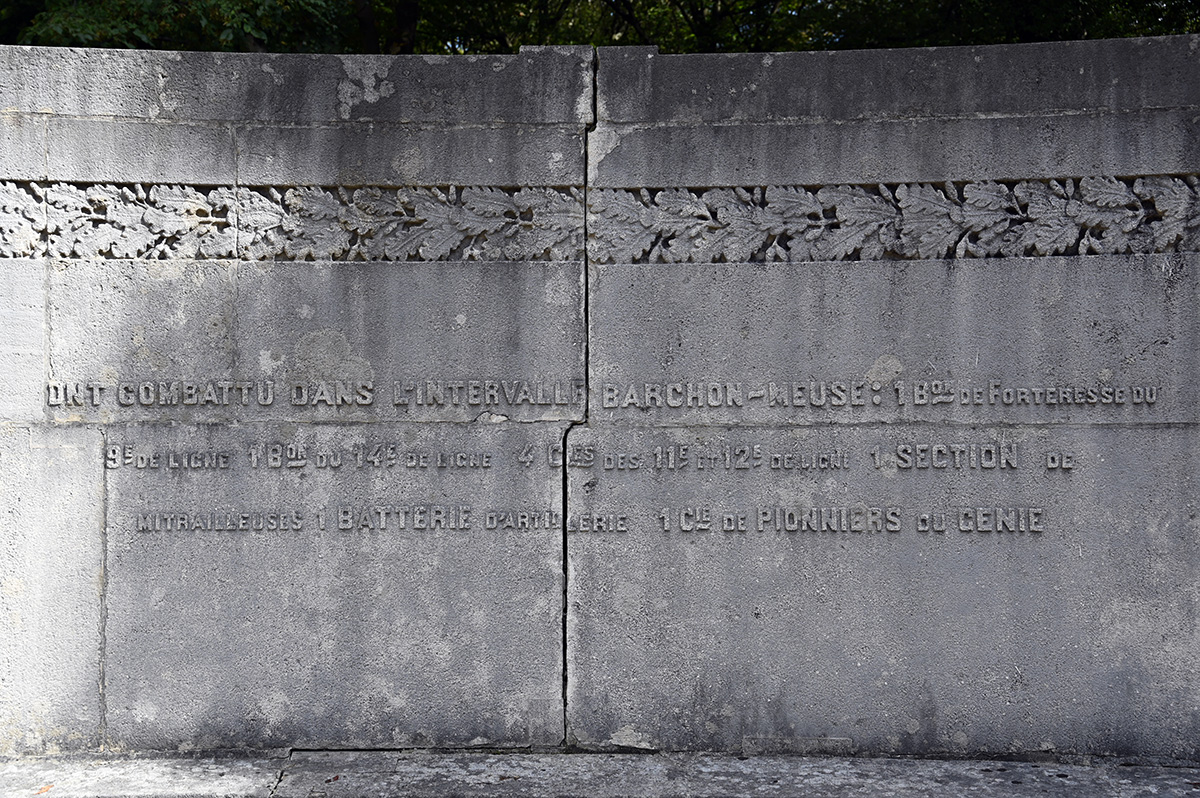 ONT COMBATTU DANS L'INTERVALLE BARCHON-MEUSE: 1 Bon DE FORTERESSE DU
9E DE LIGNE 1 BON DU 14E DE LIGNE 4 CIES DES 11E ET 12E DE LIGNE 1 SECTION DE
MITRAILLEUSES 1 BATTERIE D'ARTILLERIE 1 CIE DE PIONNIERS DU GENIE